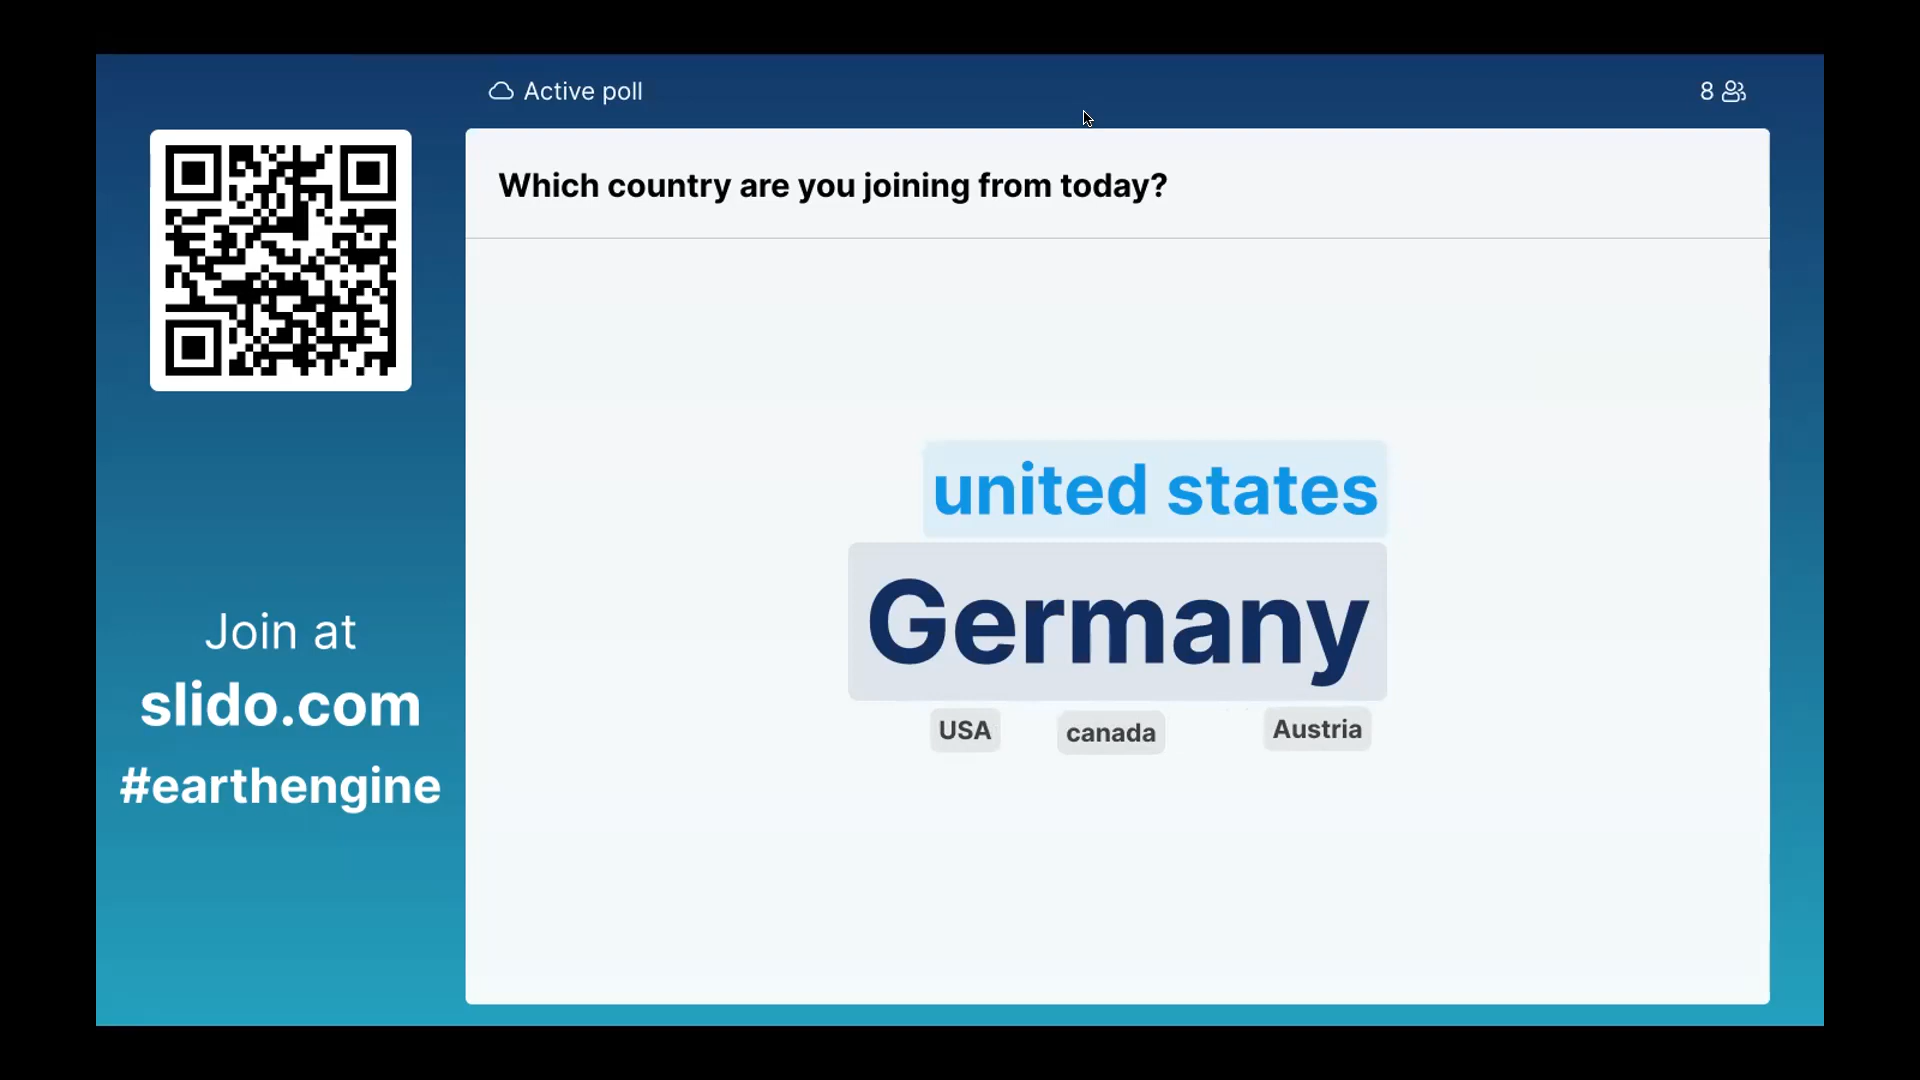 Active poll
8
Which country are you joining from today?
united states
Germany
USA canada Austria
Join at
slido.com
#earthengine